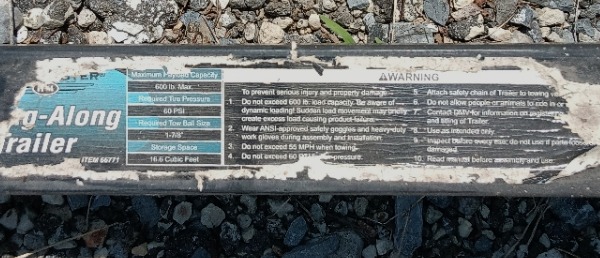 TER
g-Along
railer
ITEM 66771
Maximum Payload Capacity
600 lb. Max.
Required Tire Pressure
60 PSI
Required Tow Ball Size
1-7/8"
Storage Space
16.6 Cubic Feet
⚠WARNING
To prevent serious injury and property damage
1. Do not exceed 600 lb. load capacity. Be aware of
dynamic loading! Sudden load movement may briefly
create excess load causing product failure.
2. Wear ANSI-approved safety goggles and heavy-duty
work gloves during assembly and installation.
3. Do not exceed 55 MPH when towing.
4. Do not exceed 60 pressure.
5. Attach safety chain of Trailer to towing
6. Do not allow people or animals to ride in or
7. Contact DMV for information on
and titling of Trailer.
8. Use as intended only.
9. Inspect before every use; do not use if parts loose
damaged.
10. Read manual before assembly and use.